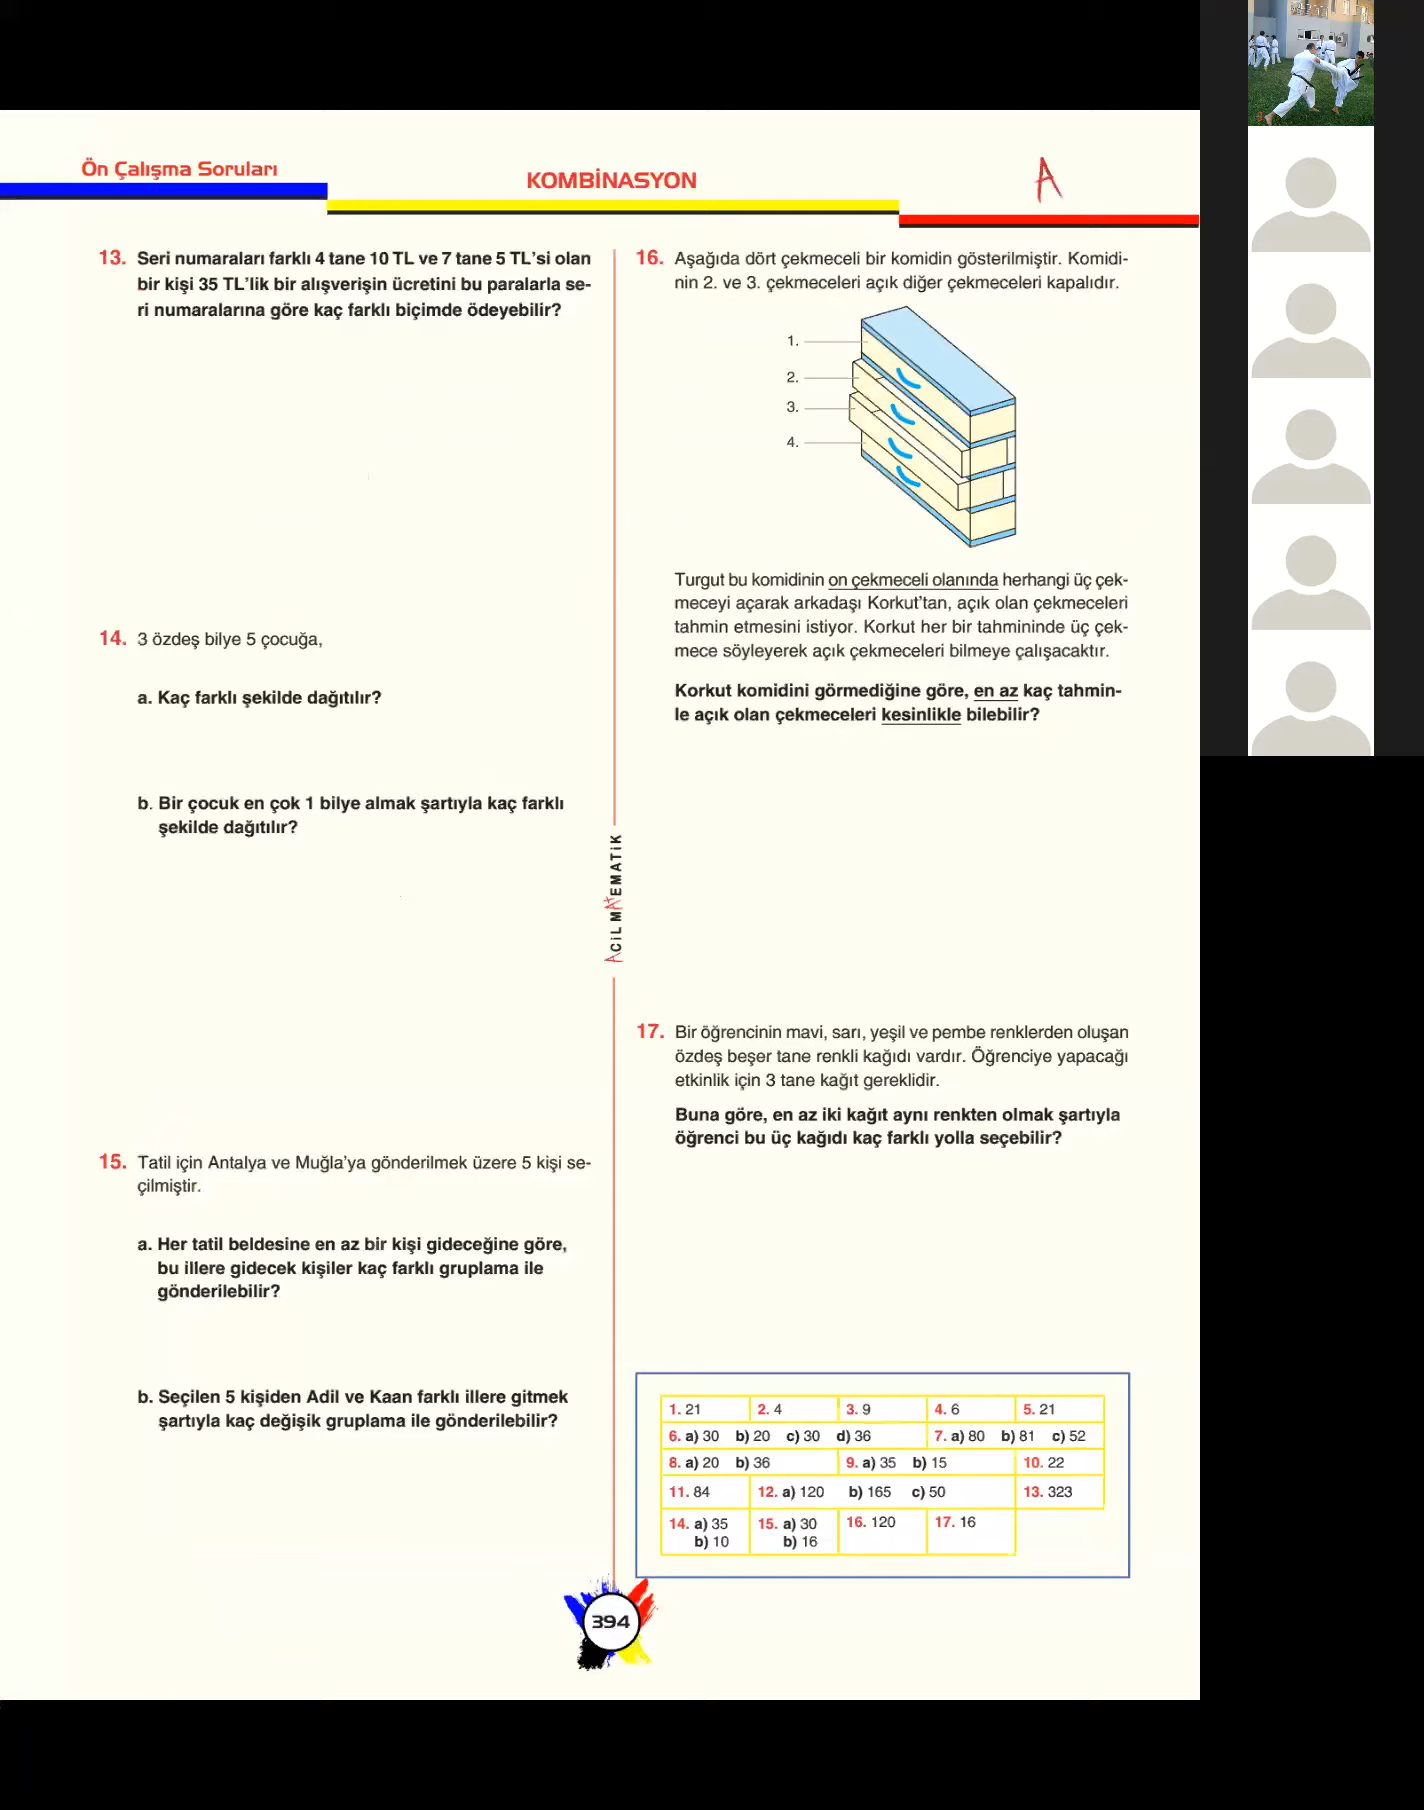 Ön Çalışma Soruları
KOMBİNASYON
A
13. Seri numaraları farklı 4 tane 10 TL ve 7 tane 5 TL'si olan
bir kişi 35 TL'lik bir alışverişin ücretini bu paralarla se-
ri numaralarına göre kaç farklı biçimde ödeyebilir?
14. 3 özdeş bilye 5 çocuğa,
a. Kaç farklı şekilde dağıtılır?
b. Bir çocuk en çok 1 bilye almak şartıyla kaç farklı
şekilde dağıtılır?
15. Tatil için Antalya ve Muğla'ya gönderilmek üzere 5 kişi se-
çilmiştir.
a. Her tatil beldesine en az bir kişi gideceğine göre,
bu illere gidecek kişiler kaç farklı gruplama ile
gönderilebilir?
b. Seçilen 5 kişiden Adil ve Kaan farklı illere gitmek
şartıyla kaç değişik gruplama ile gönderilebilir?
ACİL MATEMATİK
16. Aşağıda dört çekmeceli bir komidin gösterilmiştir. Komidi-
nin 2. ve 3. çekmeceleri açık diğer çekmeceleri kapalıdır.
1.
2.
3.
4.
Turgut bu komidinin on çekmeceli olanında herhangi üç çek-
meceyi açarak arkadaşı Korkut'tan, açık olan çekmeceleri
tahmin etmesini istiyor. Korkut her bir tahmininde üç çek-
mece söyleyerek açık çekmeceleri bilmeye çalışacaktır.
Korkut komidini görmediğine göre, en az kaç tahmin-
le açık olan çekmeceleri kesinlikle bilebilir?
17. Bir öğrencinin mavi, sarı, yeşil ve pembe renklerden oluşan
özdeş beşer tane renkli kağıdı vardır. Öğrenciye yapacağı
etkinlik için 3 tane kağıt gereklidir.
Buna göre, en az iki kağıt aynı renkten olmak şartıyla
öğrenci bu üç kağıdı kaç farklı yolla seçebilir?
1. 21 2. 4 3. 9 4. 6 5. 21
6. a) 30 b) 20 c) 30 d) 36 7. a) 80 b) 81 c) 52
8. a) 20 b) 36 9. a) 35 b) 15 10. 22
11. 84 12. a) 120 b) 165 c) 50 13. 323
14. a) 35 15. a) 30 16. 120 17. 16
b) 10 b) 16
394